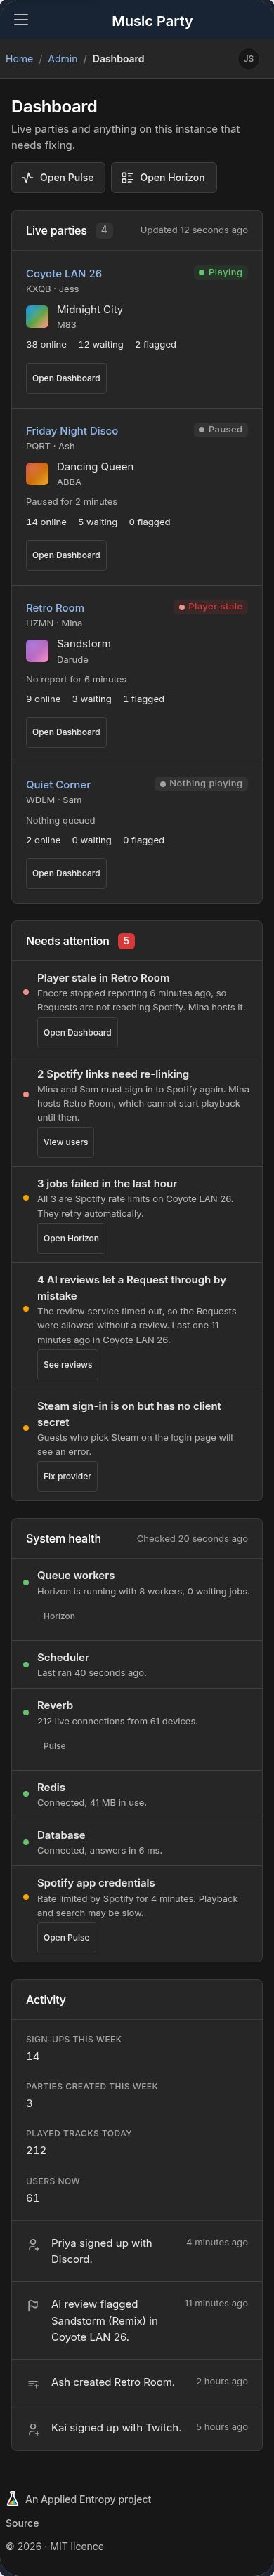 Music Party
Home / Admin / Dashboard
JS
Dashboard
Live parties and anything on this instance that
needs fixing.
Open Pulse
Open Horizon
Live parties 4
Updated 12 seconds ago
Coyote LAN 26
Playing
KXQB · Jess
Midnight City
M83
38 online 12 waiting 2 flagged
Open Dashboard
Friday Night Disco
Paused
PQRT · Ash
Dancing Queen
ABBA
Paused for 2 minutes
14 online 5 waiting 0 flagged
Open Dashboard
Retro Room
Player stale
HZMN · Mina
Sandstorm
Darude
No report for 6 minutes
9 online 3 waiting 1 flagged
Open Dashboard
Quiet Corner
Nothing playing
WDLM · Sam
Nothing queued
2 online 0 waiting 0 flagged
Open Dashboard
Needs attention 5
Player stale in Retro Room
Encore stopped reporting 6 minutes ago, so
Requests are not reaching Spotify. Mina hosts it.
Open Dashboard
2 Spotify links need re-linking
Mina and Sam must sign in to Spotify again. Mina
hosts Retro Room, which cannot start playback
until then.
View users
3 jobs failed in the last hour
All 3 are Spotify rate limits on Coyote LAN 26.
They retry automatically.
Open Horizon
4 AI reviews let a Request through by
mistake
The review service timed out, so the Requests
were allowed without a review. Last one 11
minutes ago in Coyote LAN 26.
See reviews
Steam sign-in is on but has no client
secret
Guests who pick Steam on the login page will
see an error.
Fix provider
System health
Checked 20 seconds ago
Queue workers
Horizon is running with 8 workers, 0 waiting jobs.
Horizon
Scheduler
Last ran 40 seconds ago.
Reverb
212 live connections from 61 devices.
Pulse
Redis
Connected, 41 MB in use.
Database
Connected, answers in 6 ms.
Spotify app credentials
Rate limited by Spotify for 4 minutes. Playback
and search may be slow.
Open Pulse
Activity
SIGN-UPS THIS WEEK
14
PARTIES CREATED THIS WEEK
3
PLAYED TRACKS TODAY
212
USERS NOW
61
Priya signed up with
Discord.
4 minutes ago
AI review flagged
Sandstorm (Remix) in
Coyote LAN 26.
11 minutes ago
Ash created Retro Room.
2 hours ago
Kai signed up with Twitch.
5 hours ago
An Applied Entropy project
Source
© 2026 · MIT licence